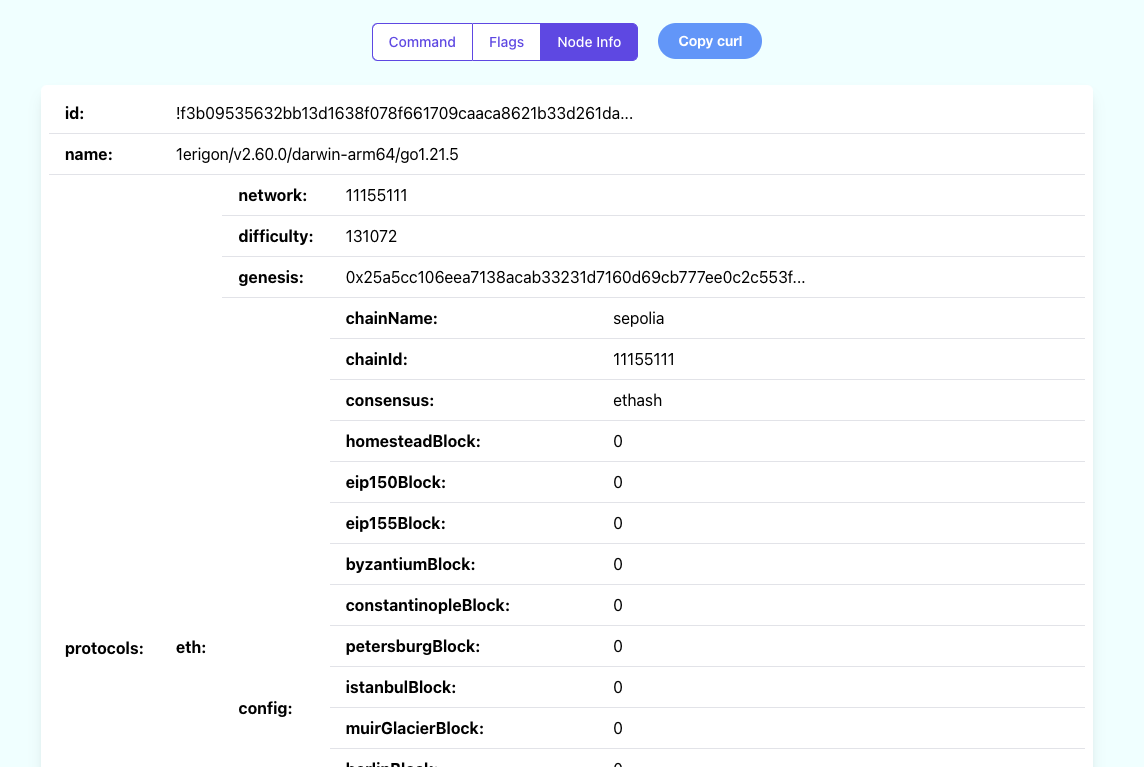 Command Flags Node Info Copy curl
id: !f3b09535632bb13d1638f078f661709caaca8621b33d261da...
name: 1erigon/v2.60.0/darwin-arm64/go1.21.5
network: 11155111
difficulty: 131072
genesis: 0x25a5cc106eea7138acab33231d7160d69cb777ee0c2c553f...
chainName: sepolia
chainId: 11155111
consensus: ethash
homesteadBlock: 0
eip150Block: 0
eip155Block: 0
byzantiumBlock: 0
constantinopleBlock: 0
protocols: eth: petersburgBlock: 0
istanbulBlock: 0
config:
muirGlacierBlock: 0
berlinBlock: 0